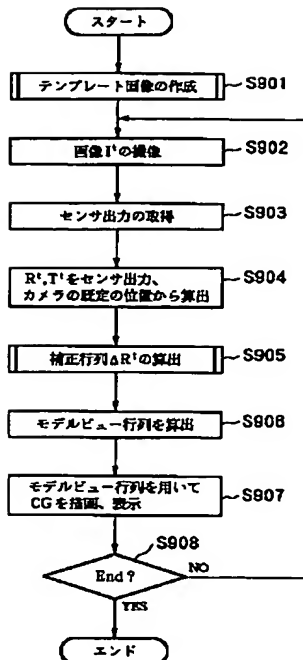 スタート
テンプレート画像の作成
S901
画像Iᵗの撮像
S902
センサ出力の取得
S903
Rᵗ,Tᵗをセンサ出力、
カメラの既定の位置から算出
S904
補正行列ΔRᵗの算出
S905
モデルビュー行列を算出
S906
モデルビュー行列を用いて
CGを描画、表示
S907
S908
End?
NO
YES
エンド